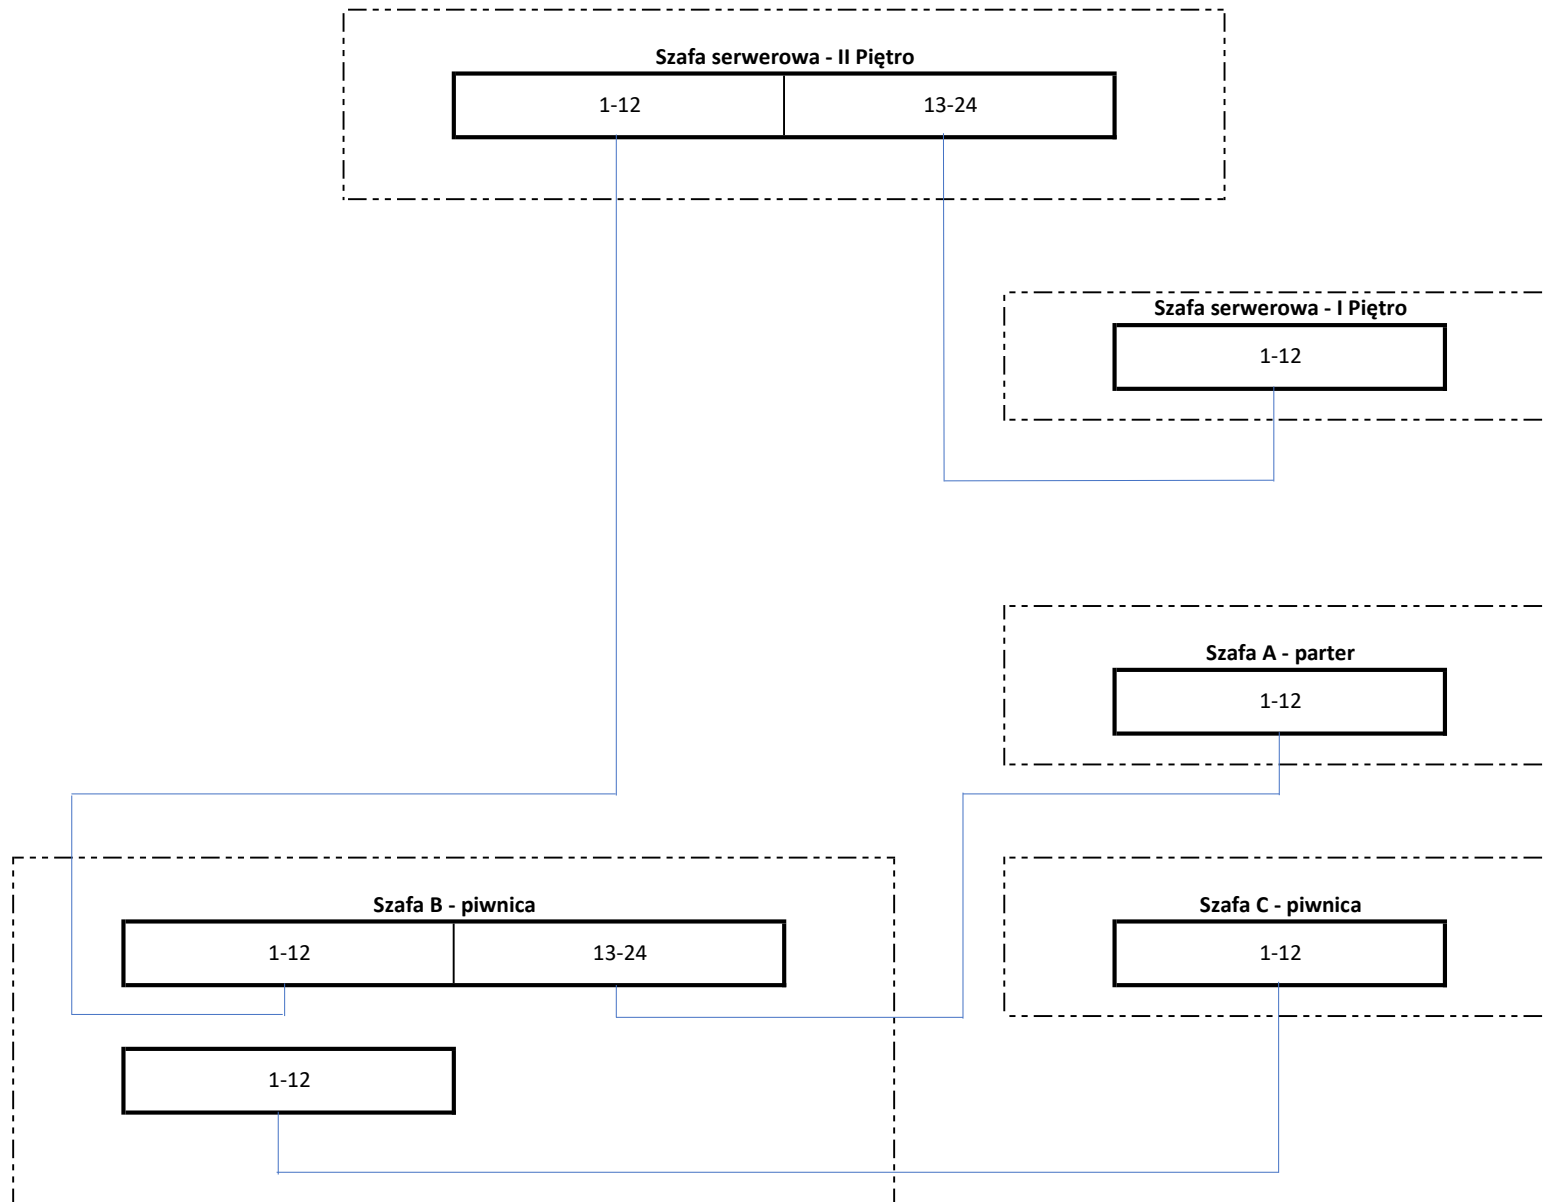 Szafa serwerowa - II Piętro
1-12 13-24
Szafa serwerowa - I Piętro
1-12
Szafa A - parter
1-12
Szafa B - piwnica
1-12 13-24
Szafa C - piwnica
1-12
1-12